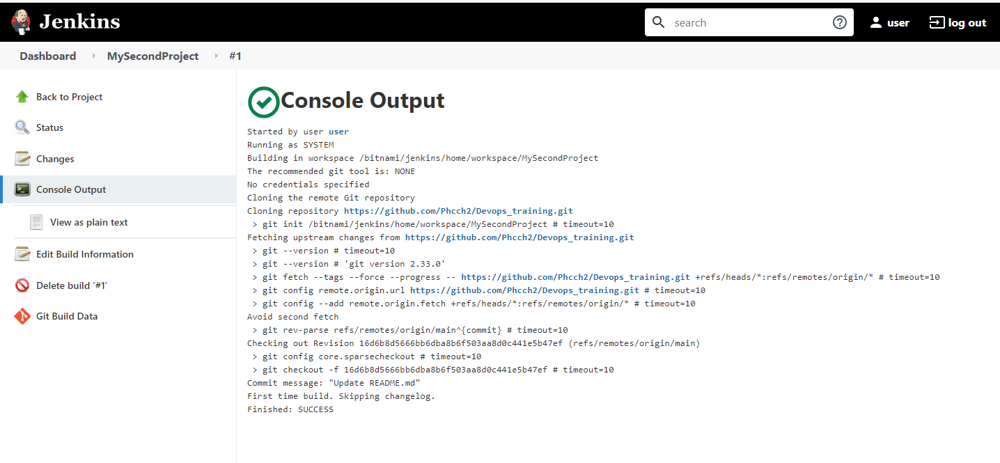 Jenkins
search
user
log out
Dashboard
MySecondProject
#1
Back to Project
Status
Changes
Console Output
View as plain text
Edit Build Information
Delete build ‘#1’
Git Build Data
Console Output
Started by user user
Running as SYSTEM
Building in workspace /bitnami/jenkins/home/workspace/MySecondProject
The recommended git tool is: NONE
No credentials specified
Cloning the remote Git repository
Cloning repository https://github.com/Phcch2/Devops_training.git
 > git init /bitnami/jenkins/home/workspace/MySecondProject # timeout=10
Fetching upstream changes from https://github.com/Phcch2/Devops_training.git
 > git --version # timeout=10
 > git --version # 'git version 2.33.0'
 > git fetch --tags --force --progress -- https://github.com/Phcch2/Devops_training.git +refs/heads/*:refs/remotes/origin/* # timeout=10
 > git config remote.origin.url https://github.com/Phcch2/Devops_training.git # timeout=10
 > git config --add remote.origin.fetch +refs/heads/*:refs/remotes/origin/* # timeout=10
Avoid second fetch
 > git rev-parse refs/remotes/origin/main^{commit} # timeout=10
Checking out Revision 16d6b8d5666bb6dba8b6f503aa8d0c441e5b47ef (refs/remotes/origin/main)
 > git config core.sparsecheckout # timeout=10
 > git checkout -f 16d6b8d5666bb6dba8b6f503aa8d0c441e5b47ef # timeout=10
Commit message: "Update README.md"
First time build. Skipping changelog.
Finished: SUCCESS